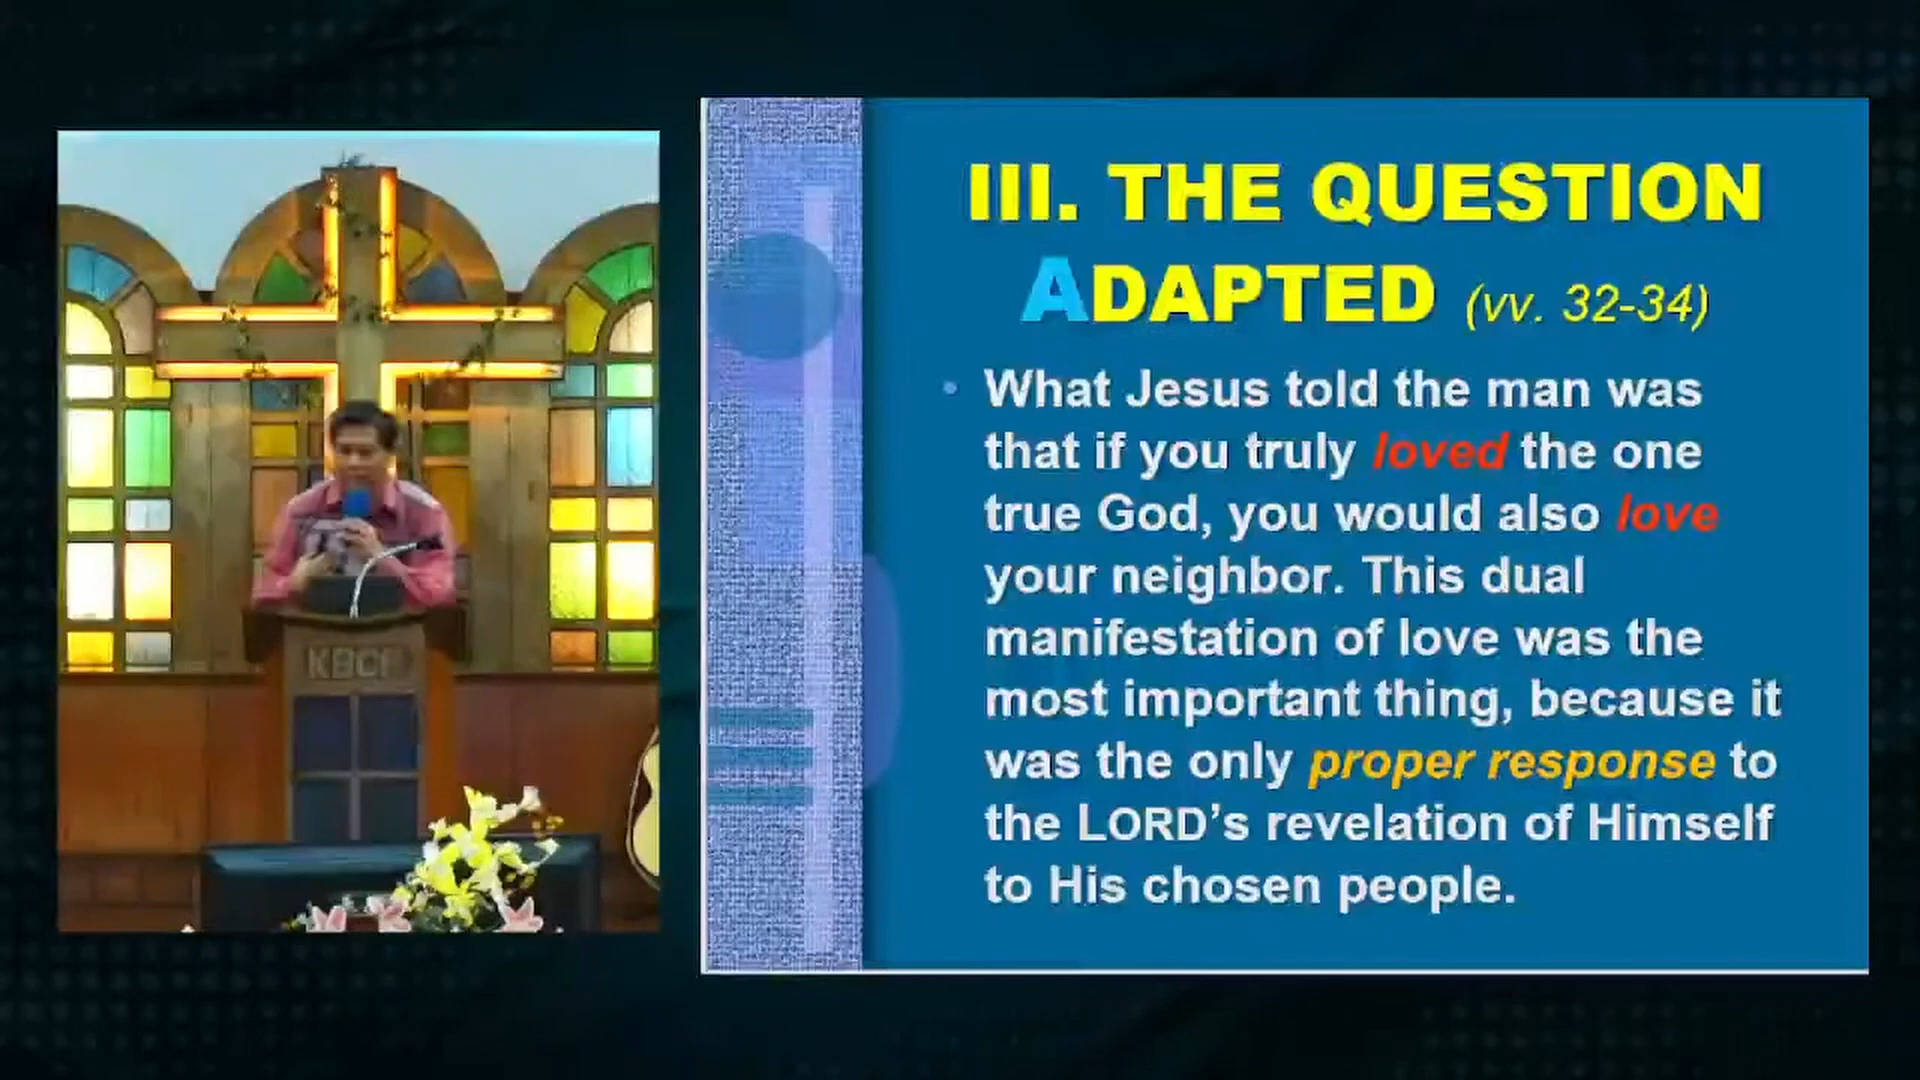 KBCF
III. THE QUESTION
ADAPTED (vv. 32-34)
• What Jesus told the man was
that if you truly loved the one
true God, you would also love
your neighbor. This dual
manifestation of love was the
most important thing, because it
was the only proper response to
the LORD’s revelation of Himself
to His chosen people.